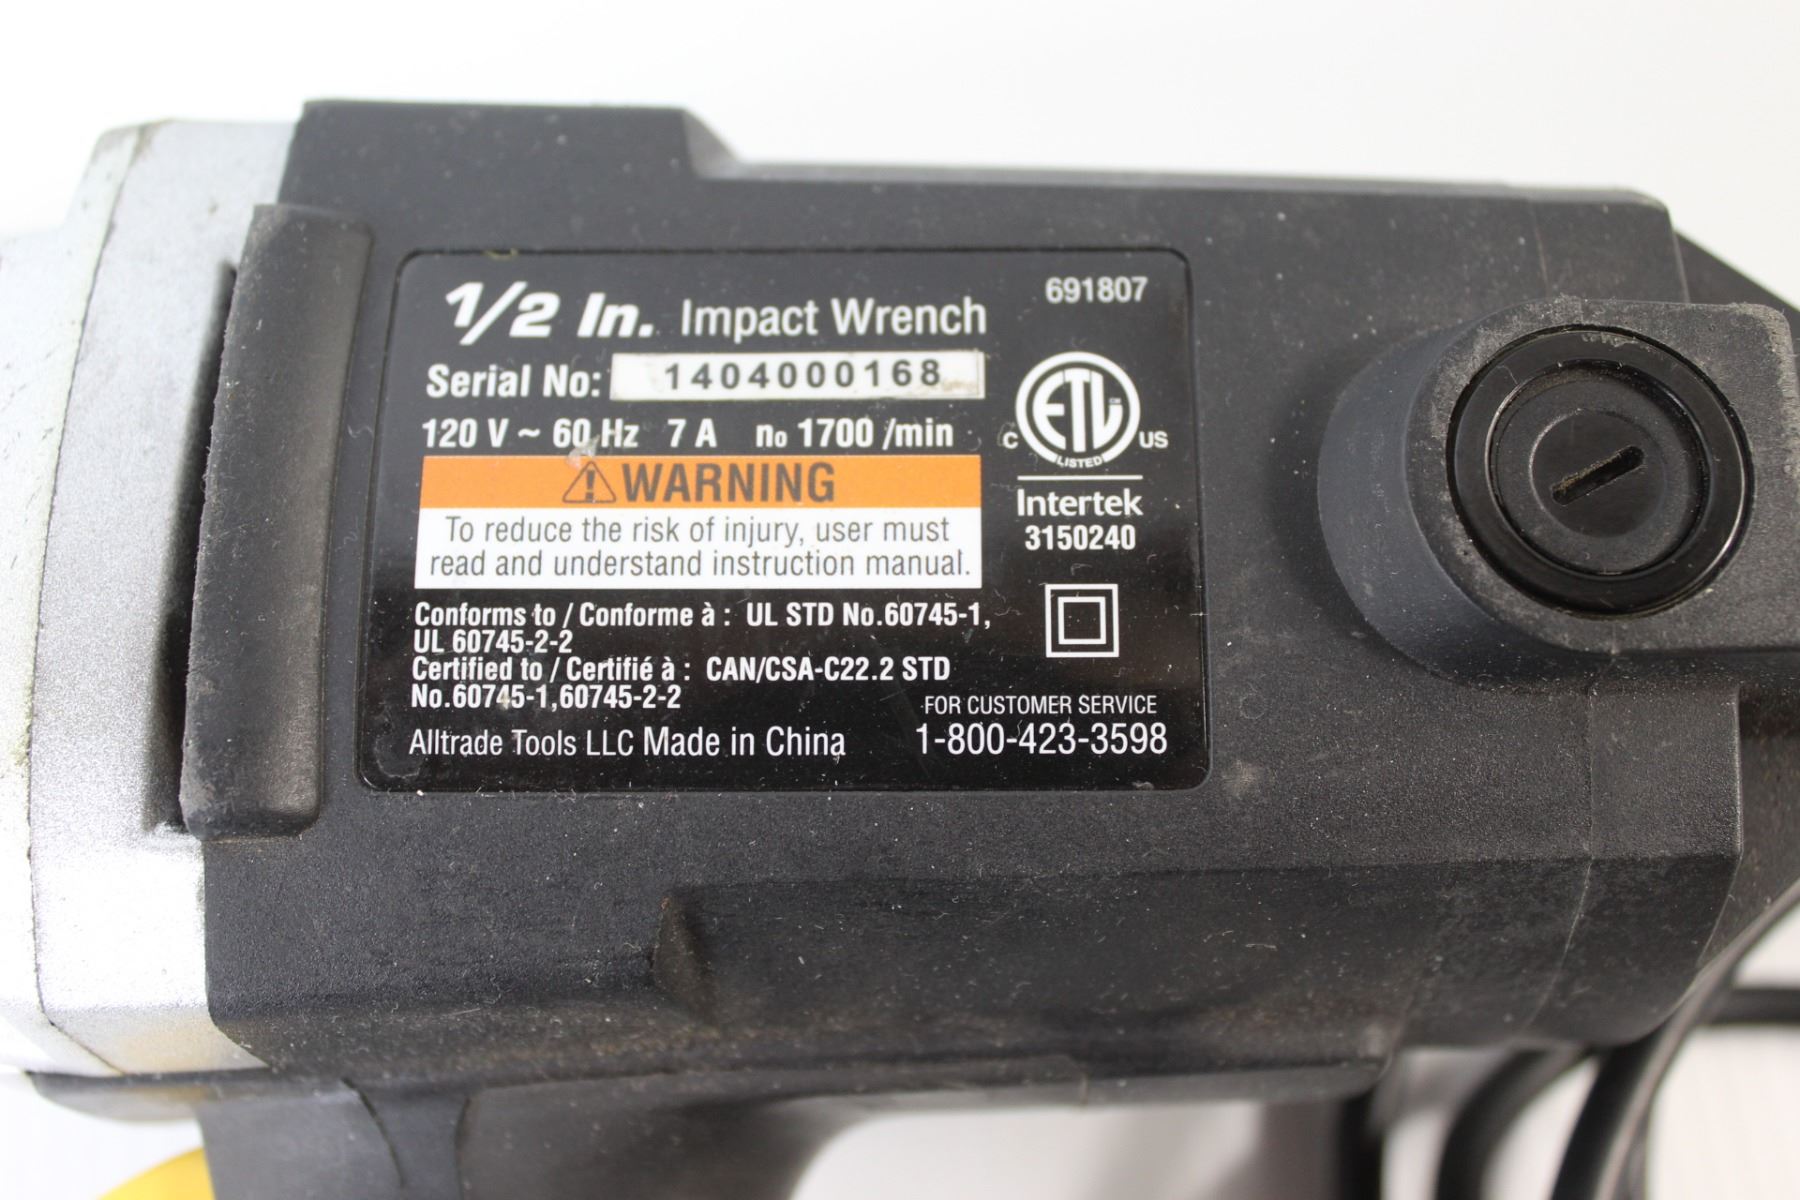 1/2 In. Impact Wrench
691807
Serial No: 1404000168
120 V ~ 60 Hz 7 A no 1700 /min
C ETL CM US
LISTED
Intertek
3150240
WARNING
To reduce the risk of injury, user must
read and understand instruction manual.
Conforms to / Conforme à : UL STD No.60745-1,
UL 60745-2-2
Certified to / Certifié à : CAN/CSA-C22.2 STD
No.60745-1,60745-2-2
FOR CUSTOMER SERVICE
Alltrade Tools LLC Made in China
1-800-423-3598